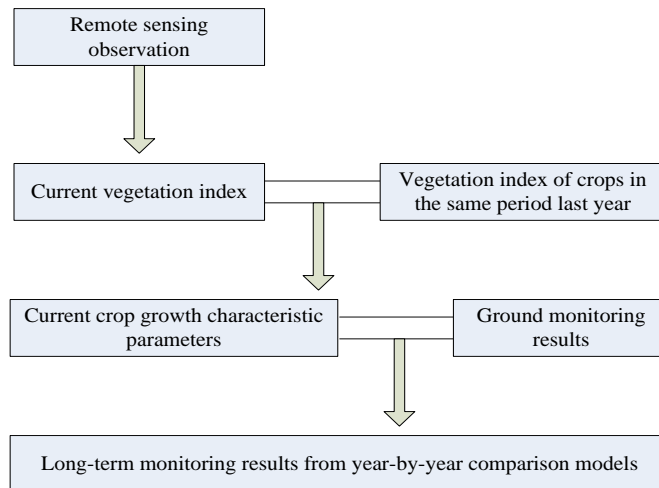 Remote sensing
observation
Current vegetation index
Vegetation index of crops in
the same period last year
Current crop growth characteristic
parameters
Ground monitoring
results
Long-term monitoring results from year-by-year comparison models